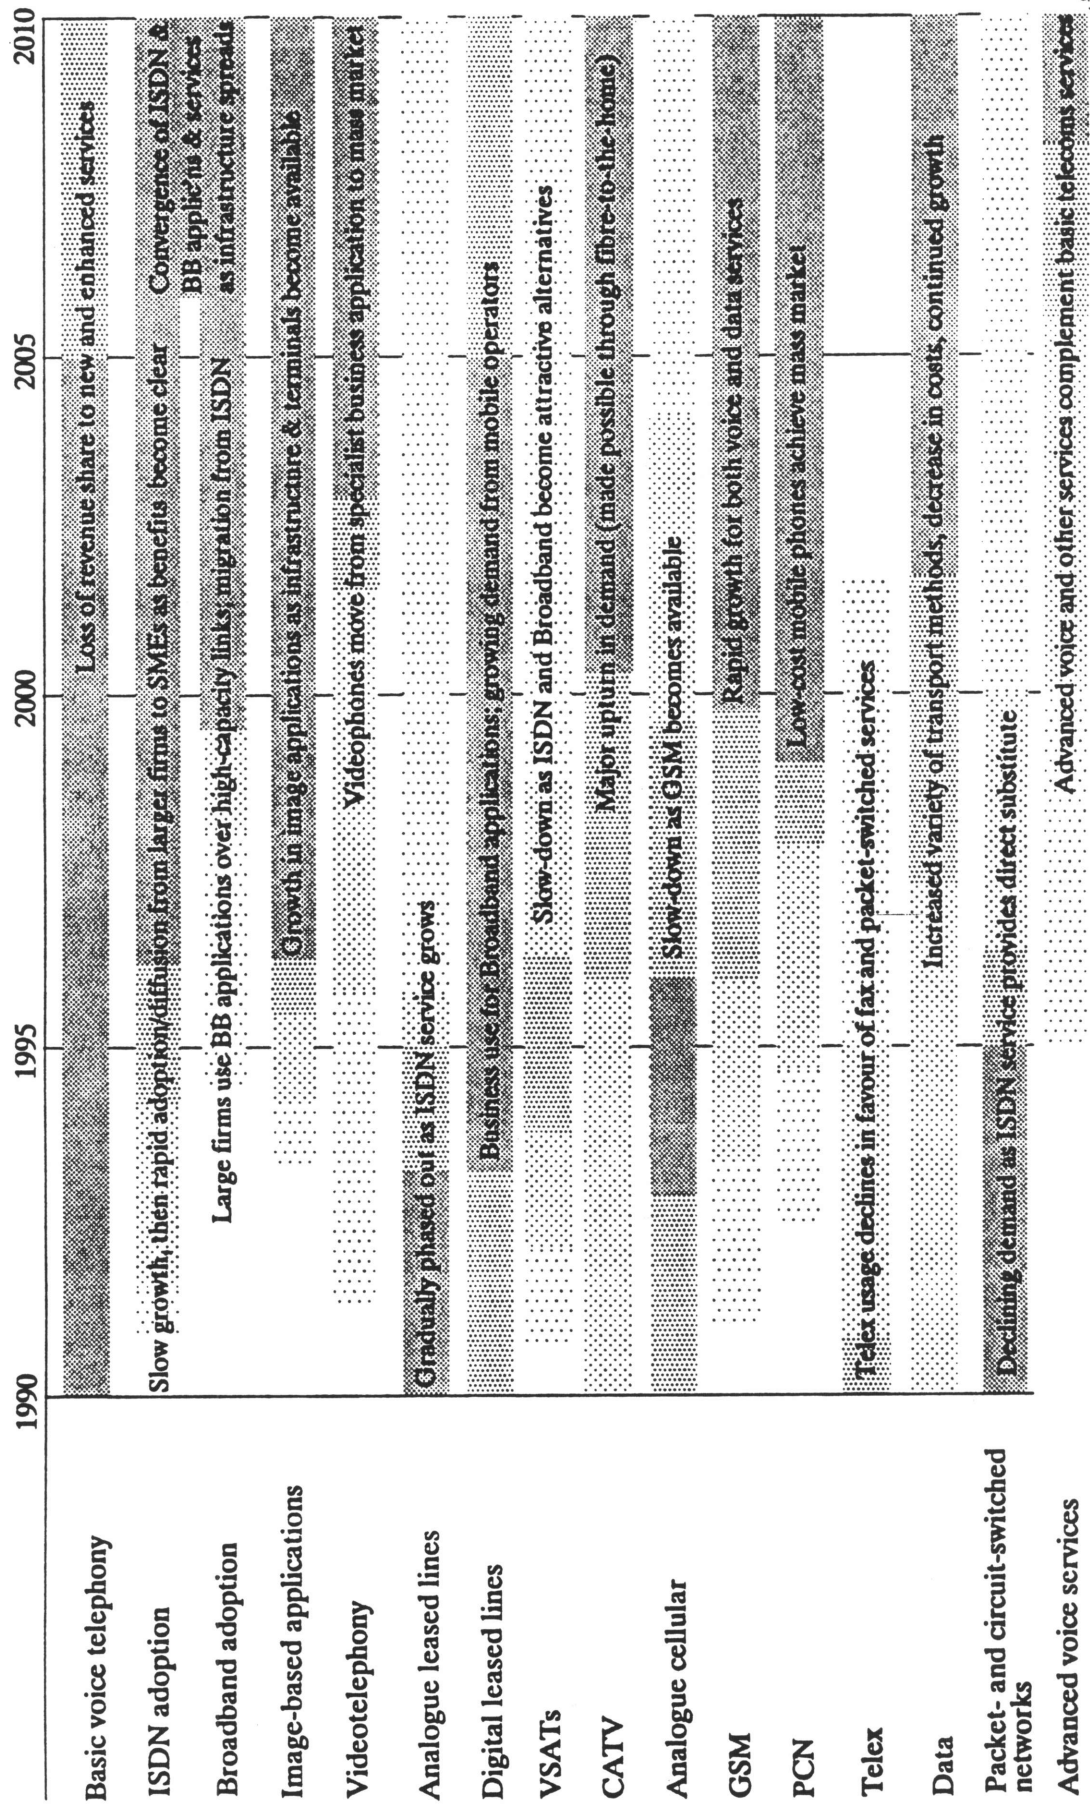 1990 1995 2000 2005 2010
Basic voice telephony
Loss of revenue share to new and enhanced services
ISDN adoption
Slow growth, then rapid adoption/diffusion from larger firms to SMEs as benefits become clear
Convergence of ISDN &
BB applic'ns & services
as infrastructure spreads
Broadband adoption
Large firms use BB applications over high-capacity links; migration from ISDN
Image-based applications
Growth in image applications as infrastructure & terminals become available
Videotelephony
Videophones move from specialist business application to mass market
Analogue leased lines
Gradually phased out as ISDN service grows
Digital leased lines
Business use for Broadband applications; growing demand from mobile operators
VSATs
Slow-down as ISDN and Broadband become attractive alternatives
CATV
Major upturn in demand (made possible through fibre-to-the-home)
Analogue cellular
Slow-down as GSM becomes available
GSM
Rapid growth for both voice and data services
PCN
Low-cost mobile phones achieve mass market
Telex
Telex usage declines in favour of fax and packet-switched services
Data
Increased variety of transport methods, decrease in costs, continued growth
Packet- and circuit-switched
networks
Declining demand as ISDN service provides direct substitute
Advanced voice services
Advanced voice and other services complement basic telecoms services